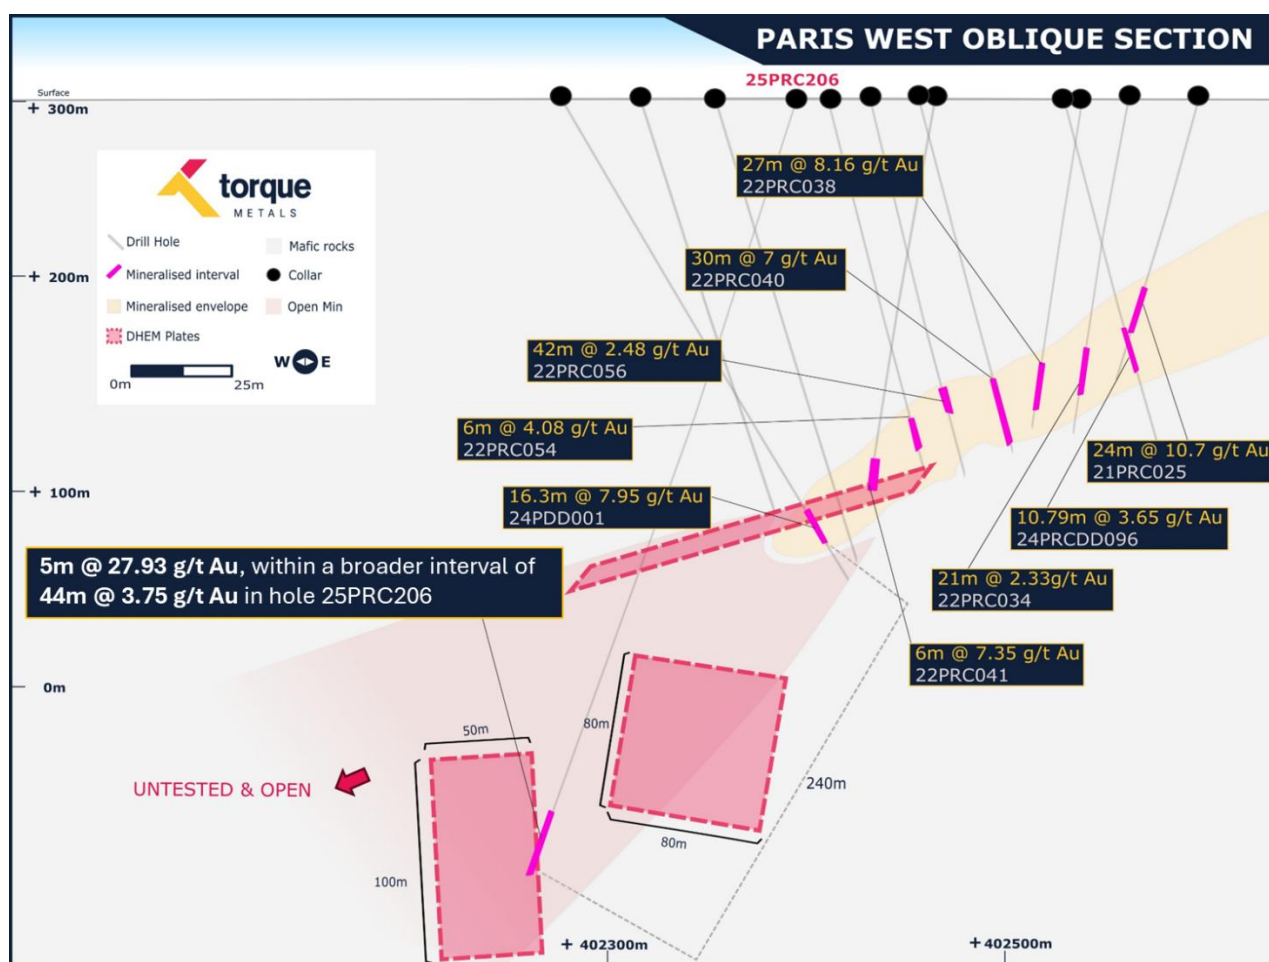 PARIS WEST OBLIQUE SECTION
25PRC206
Surface
+ 300m
torque
METALS
Drill Hole
Mafic rocks
Mineralised interval
Collar
Mineralised envelope
Open Min
DHEM Plates
W E
0m 25m
+ 200m
+ 100m
0m
27m @ 8.16 g/t Au
22PRC038
30m @ 7 g/t Au
22PRC040
42m @ 2.48 g/t Au
22PRC056
6m @ 4.08 g/t Au
22PRC054
16.3m @ 7.95 g/t Au
24PDD001
24m @ 10.7 g/t Au
21PRC025
10.79m @ 3.65 g/t Au
24PRCDD096
21m @ 2.33g/t Au
22PRC034
6m @ 7.35 g/t Au
22PRC041
5m @ 27.93 g/t Au, within a broader interval of
44m @ 3.75 g/t Au in hole 25PRC206
50m
80m
240m
UNTESTED & OPEN
80m
100m
+ 402300m
+ 402500m